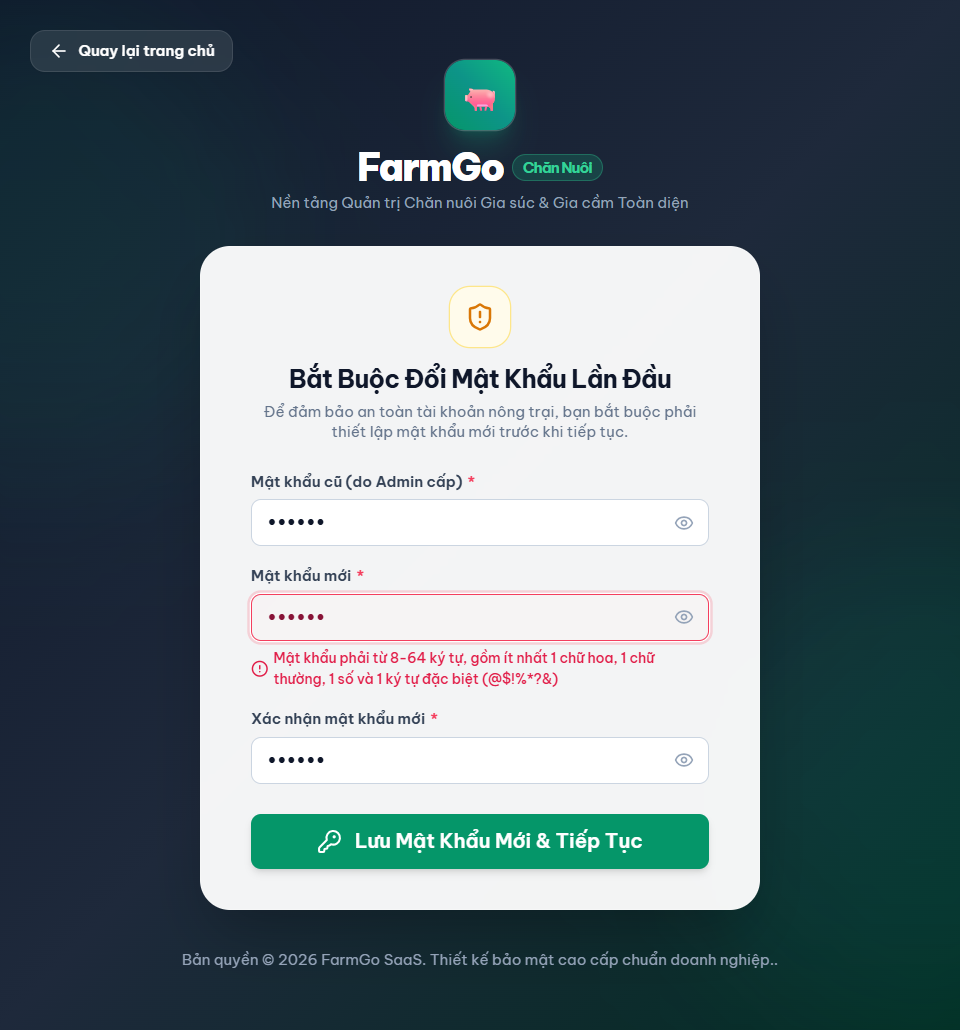 Quay lại trang chủ
FarmGo Chăn Nuôi
Nền tảng Quản trị Chăn nuôi Gia súc & Gia cầm Toàn diện
Bắt Buộc Đổi Mật Khẩu Lần Đầu
Để đảm bảo an toàn tài khoản nông trại, bạn bắt buộc phải
thiết lập mật khẩu mới trước khi tiếp tục.
Mật khẩu cũ (do Admin cấp) *
••••••
Mật khẩu mới *
••••••
Mật khẩu phải từ 8-64 ký tự, gồm ít nhất 1 chữ hoa, 1 chữ
thường, 1 số và 1 ký tự đặc biệt (@$!%*?&)
Xác nhận mật khẩu mới *
••••••
Lưu Mật Khẩu Mới & Tiếp Tục
Bản quyền © 2026 FarmGo SaaS. Thiết kế bảo mật cao cấp chuẩn doanh nghiệp..